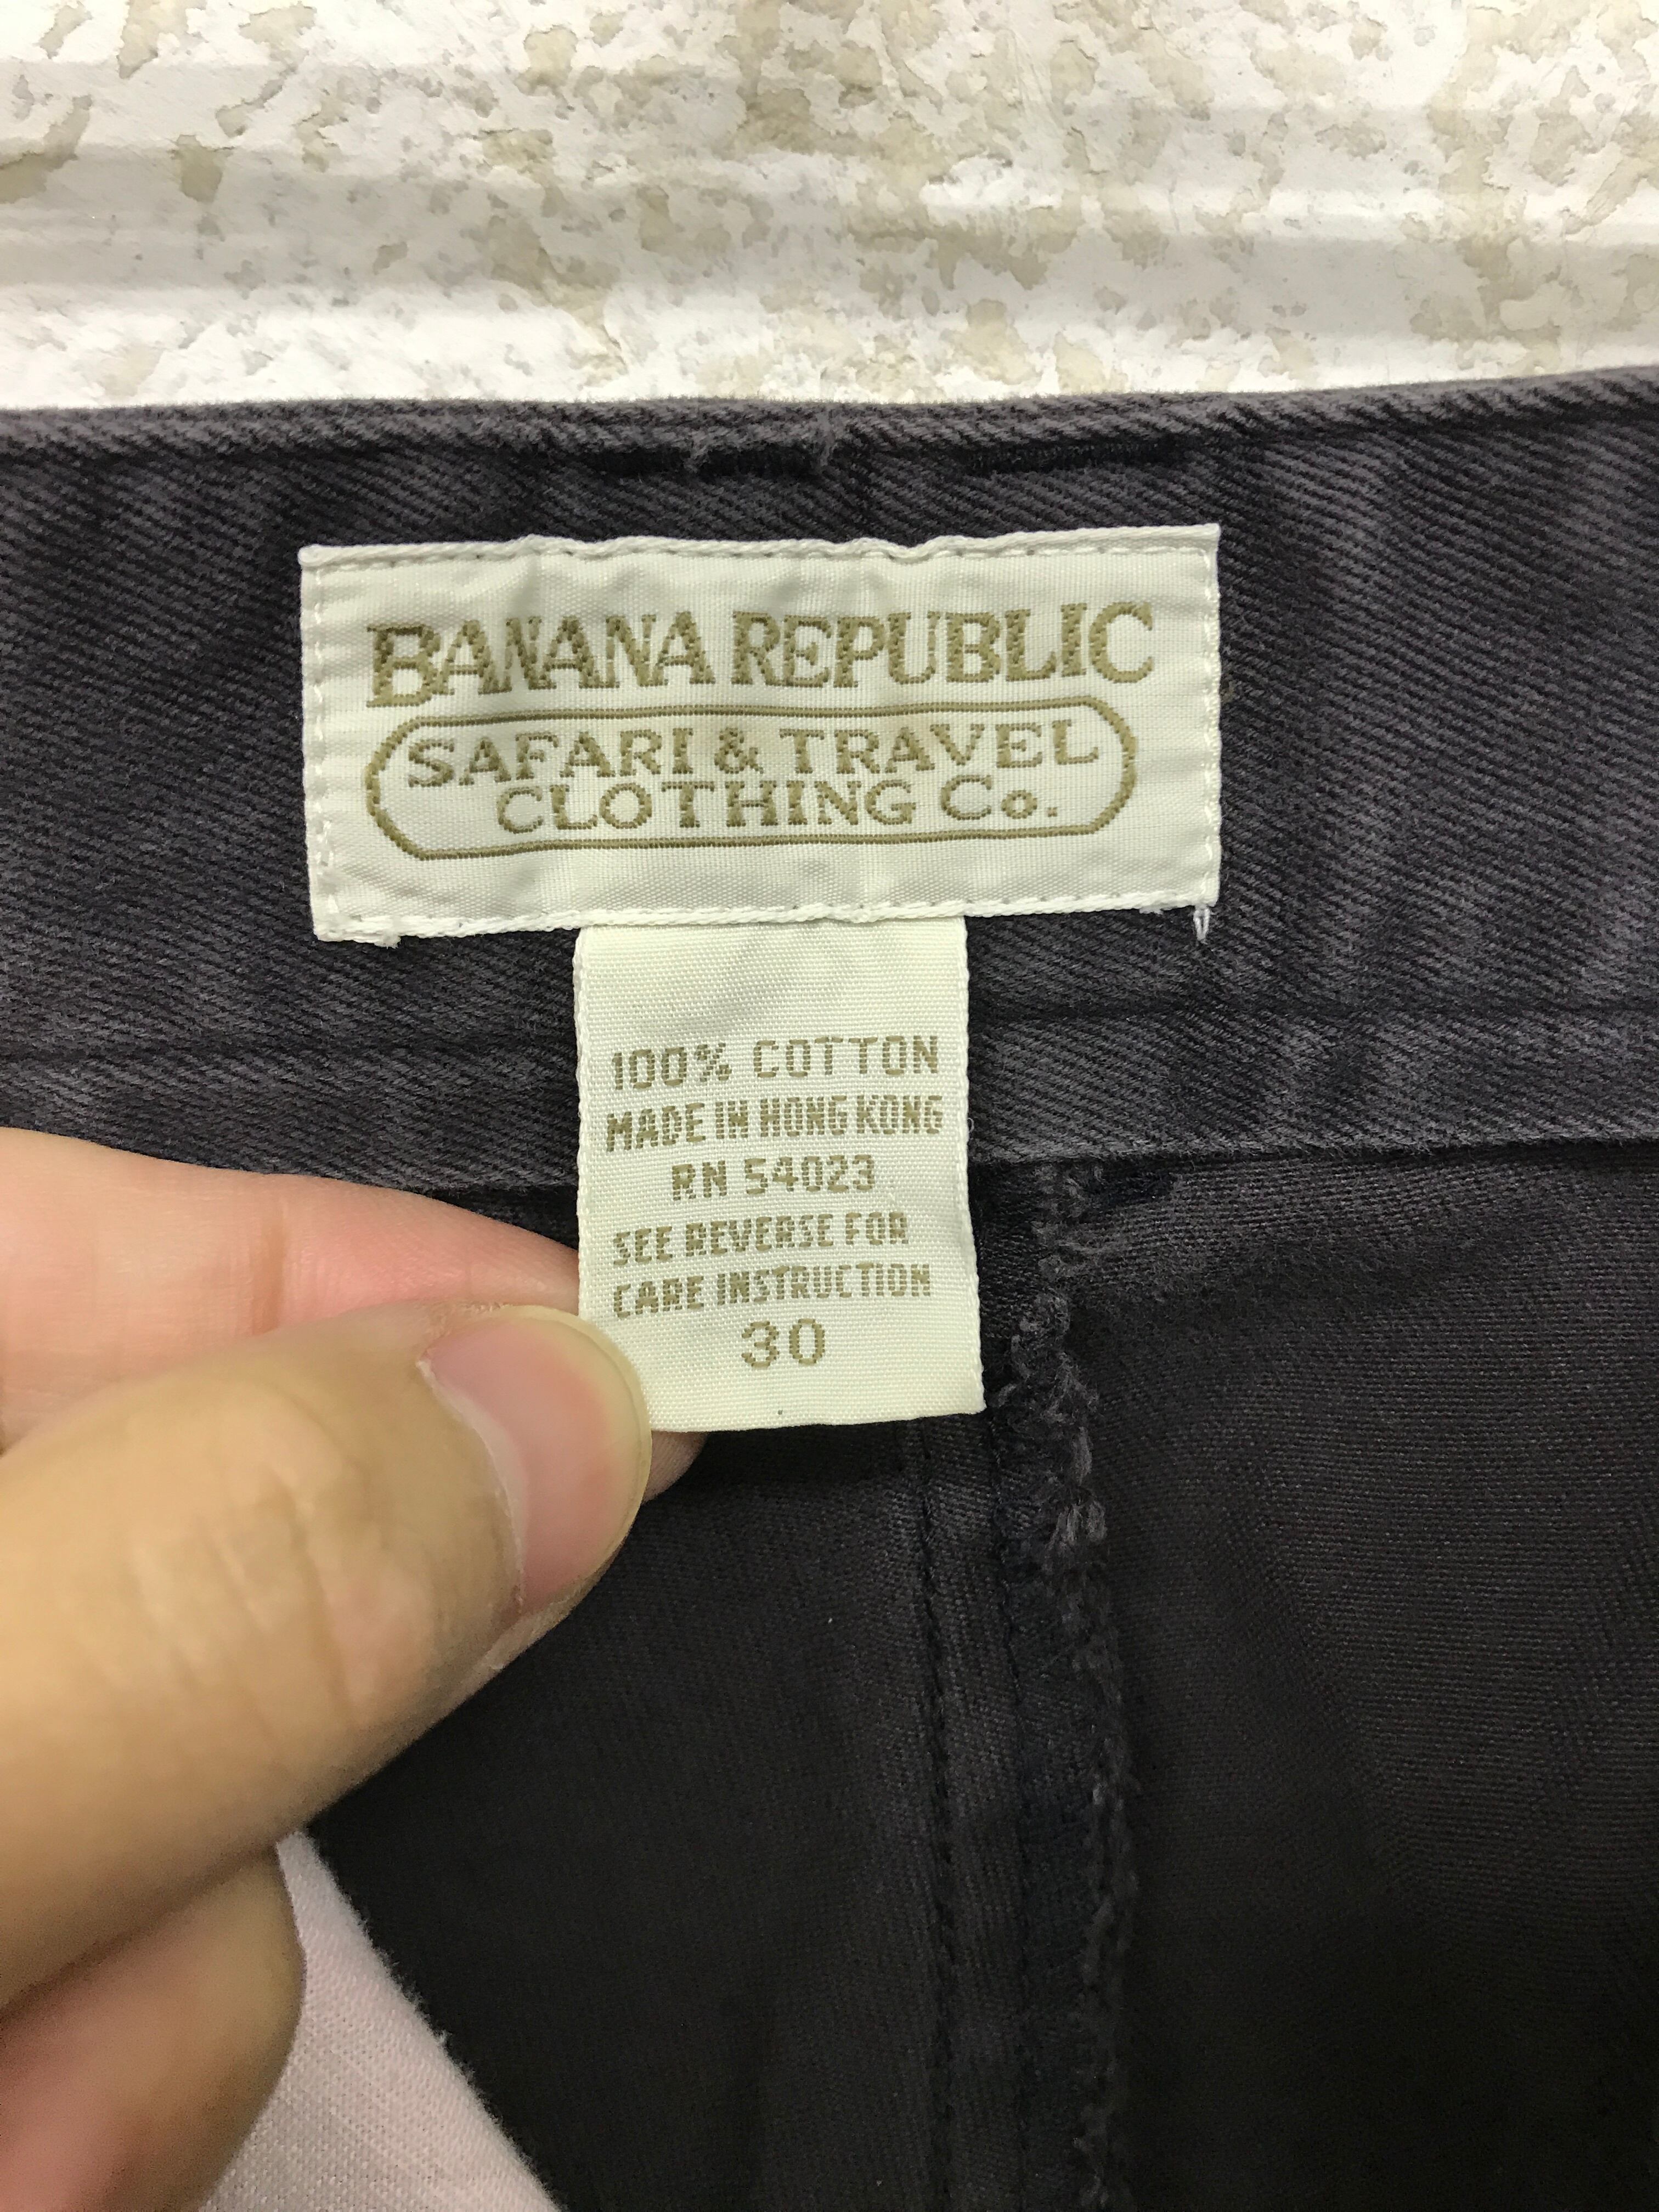 BANANA REPUBLIC
SAFARI & TRAVEL
CLOTHING Co.
100% COTTON
MADE IN HONG KONG
RN 54023
SEE REVERSE FOR
CARE INSTRUCTION
30